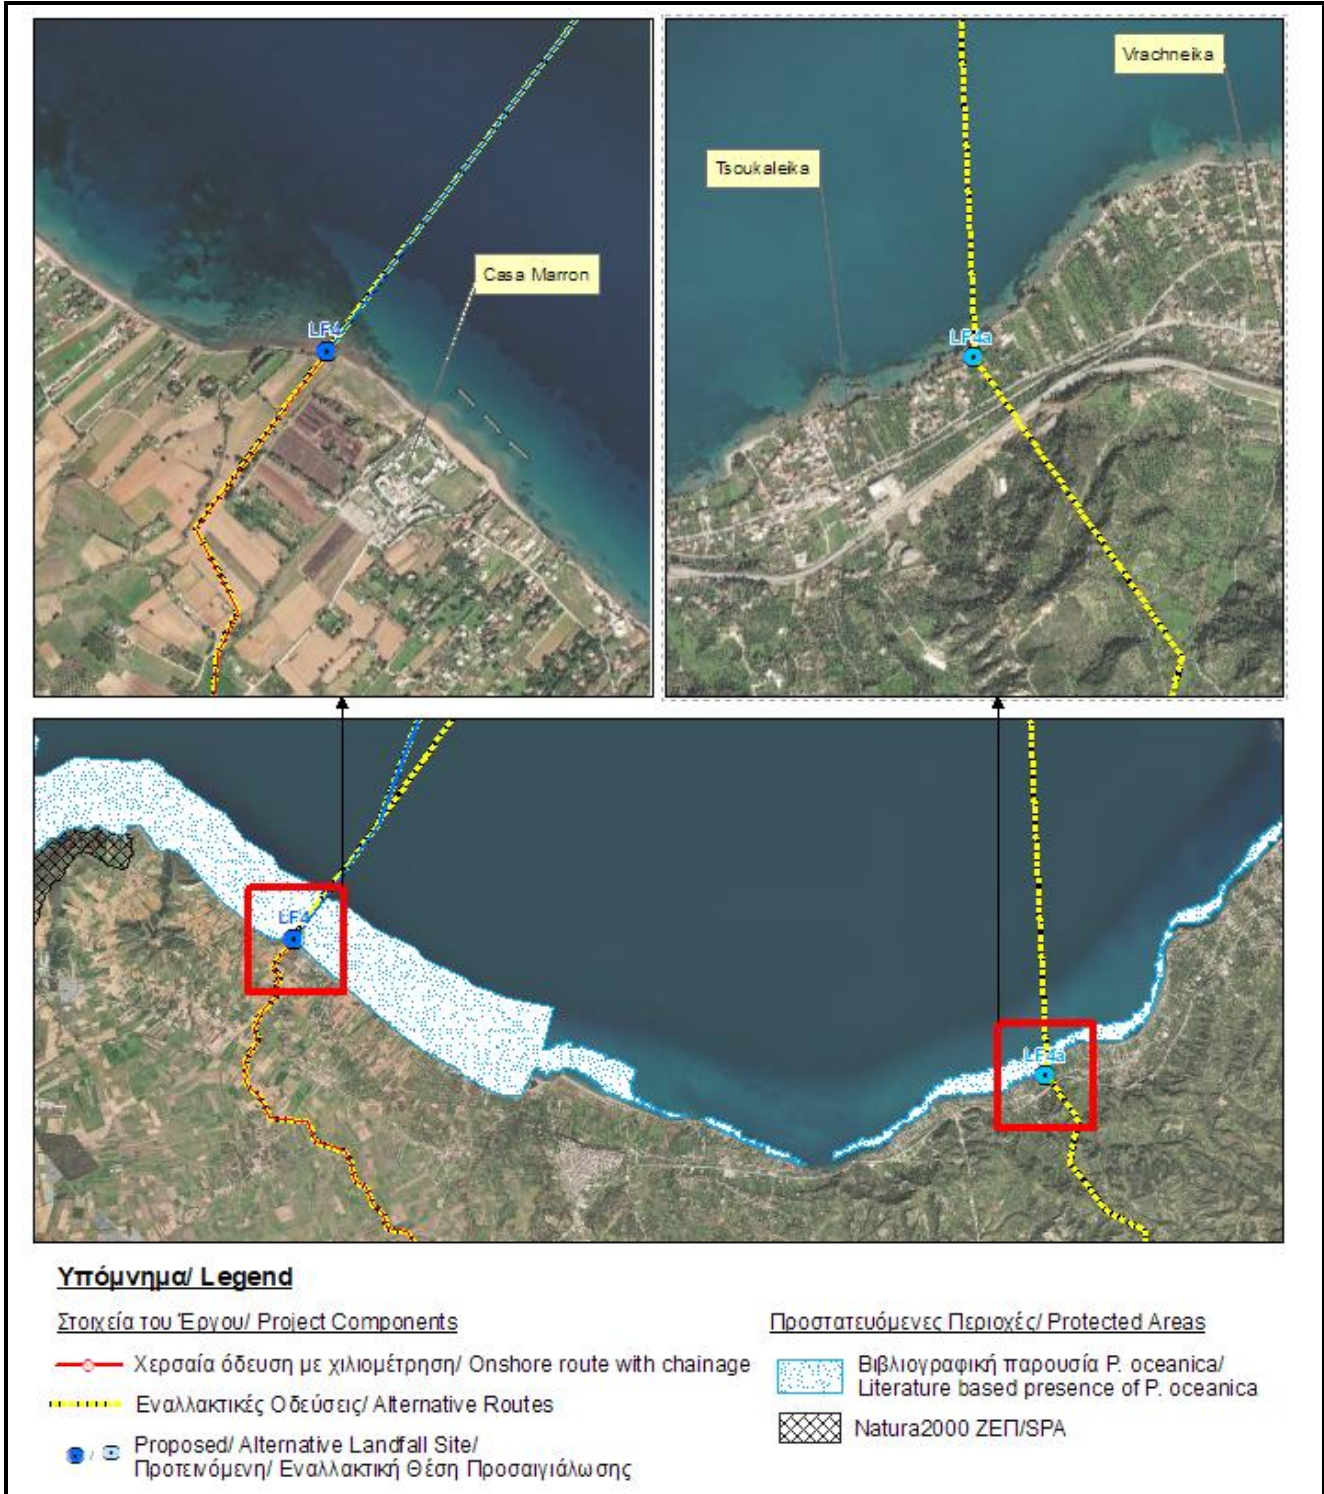 Vrachneika
Tsoukaleika
Casa Marron
LF4
LF4a
LF4
LF4a
Υπόμνημα/ Legend
Στοιχεία του Έργου/ Project Components
Χερσαία όδευση με χιλιομέτρηση/ Onshore route with chainage
Εναλλακτικές Οδεύσεις/ Alternative Routes
Proposed/ Alternative Landfall Site/
Προτεινόμενη/ Εναλλακτική Θέση Προσαιγιάλωσης
Προστατευόμενες Περιοχές/ Protected Areas
Βιβλιογραφική παρουσία P. oceanica/
Literature based presence of P. oceanica
Natura2000 ΖΕΠ/SPA